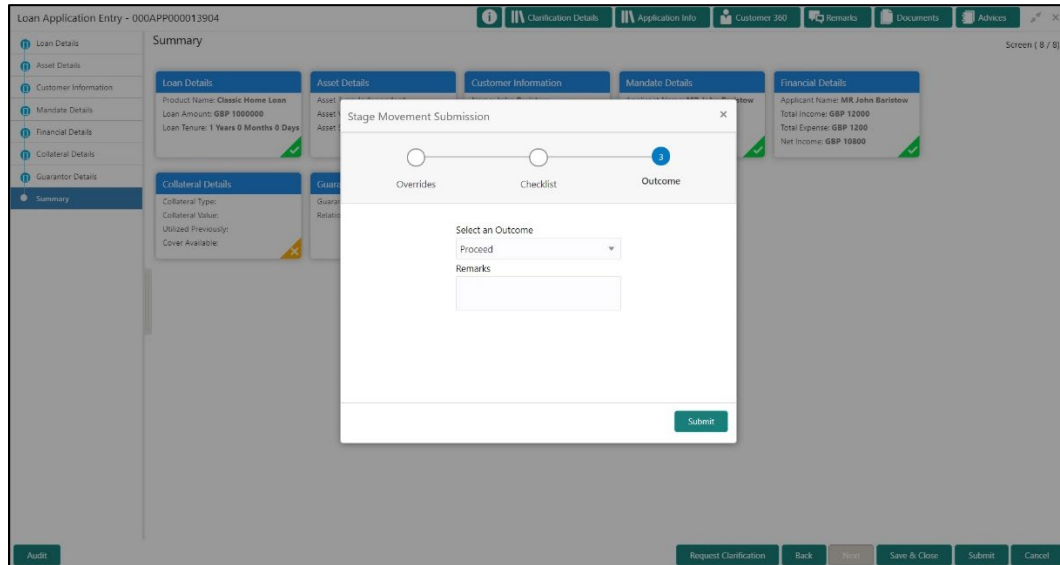 Loan Application Entry - 000APP000013904
Clarification Details
Application Info
Customer 360
Remarks
Documents
Advices
Loan Details
Asset Details
Customer Information
Mandate Details
Financial Details
Collateral Details
Guarantor Details
Summary
Summary
Screen ( 8 / 8)
Loan Details
Product Name: Classic Home Loan
Loan Amount: GBP 1000000
Loan Tenure: 1 Years 0 Months 0 Days
Asset Details
Asset
Asset
Asset
Customer Information
Mandate Details
Financial Details
Applicant Name: MR John Baristow
Total Income: GBP 12000
Total Expense: GBP 1200
Net Income: GBP 10800
Collateral Details
Collateral Type:
Collateral Value:
Utilized Previously:
Cover Available:
Stage Movement Submission
3
Overrides
Checklist
Outcome
Select an Outcome
Proceed
Remarks
Submit
Audit
Request Clarification
Back
Next
Save & Close
Submit
Cancel